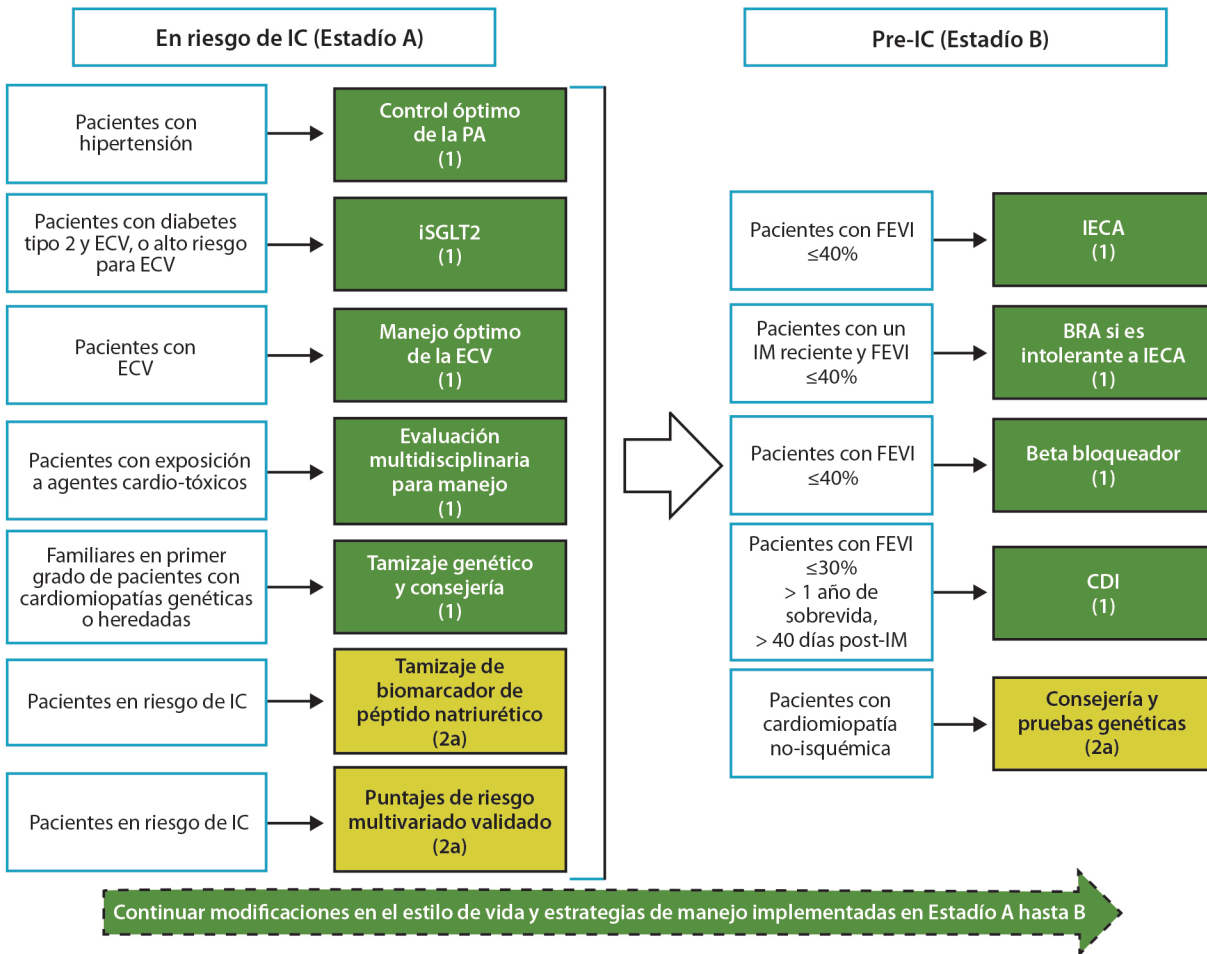 En riesgo de IC (Estadío A)
Pacientes con
hipertensión
Control óptimo
de la PA
(1)
Pacientes con diabetes
tipo 2 y ECV, o alto riesgo
para ECV
iSGLT2
(1)
Pacientes con
ECV
Manejo óptimo
de la ECV
(1)
Pacientes con exposición
a agentes cardio-tóxicos
Evaluación
multidisciplinaria
para manejo
(1)
Familiares en primer
grado de pacientes con
cardiomiopatías genéticas
o heredadas
Tamizaje genético
y consejería
(1)
Pacientes en riesgo de IC
Tamizaje de
biomarcador de
péptido natriurético
(2a)
Pacientes en riesgo de IC
Puntajes de riesgo
multivariado validado
(2a)
Pre-IC (Estadío B)
Pacientes con FEVI
≤40%
IECA
(1)
Pacientes con un
IM reciente y FEVI
≤40%
BRA si es
intolerante a IECA
(1)
Pacientes con FEVI
≤40%
Beta bloqueador
(1)
Pacientes con FEVI
≤30%
> 1 año de
sobrevida,
> 40 días post-IM
CDI
(1)
Pacientes con
cardiomiopatía
no-isquémica
Consejería y
pruebas genéticas
(2a)
Continuar modificaciones en el estilo de vida y estrategias de manejo implementadas en Estadío A hasta B